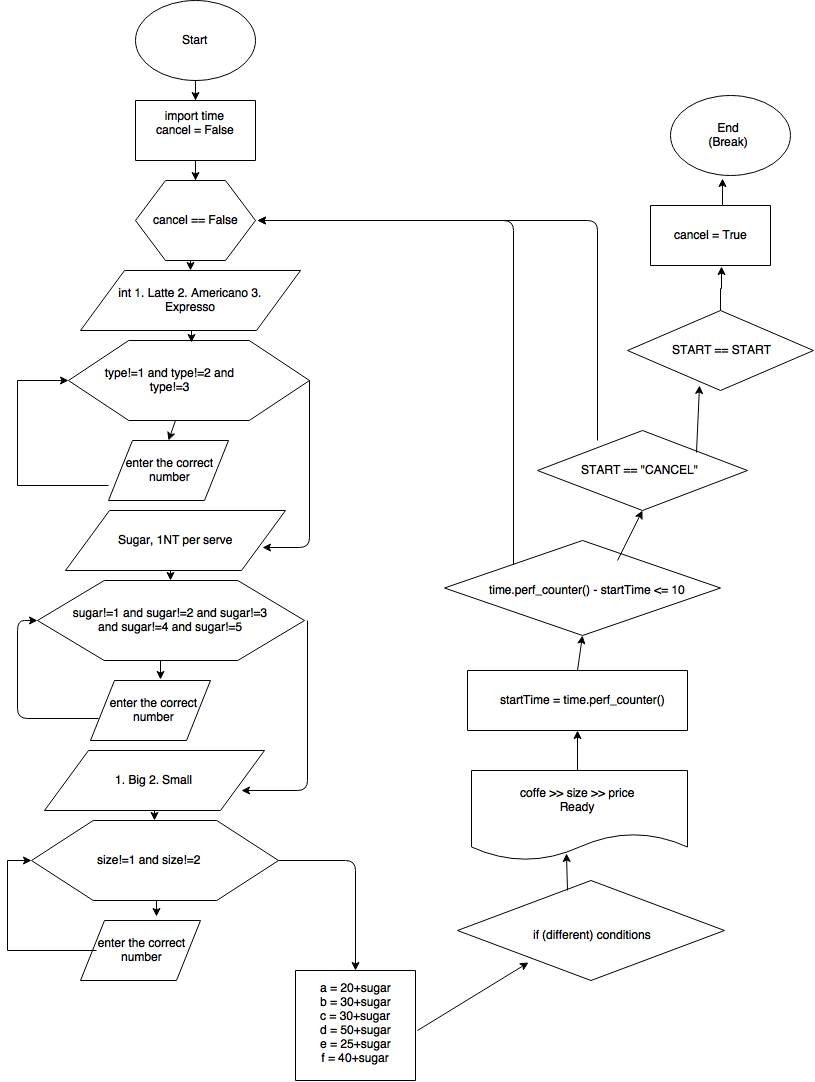 Start
import time
cancel = False
cancel == False
int 1. Latte 2. Americano 3.
Expresso
type!=1 and type!=2 and
type!=3
enter the correct
number
Sugar, 1NT per serve
sugar!=1 and sugar!=2 and sugar!=3
and sugar!=4 and sugar!=5
enter the correct
number
1. Big 2. Small
size!=1 and size!=2
enter the correct
number
a = 20+sugar
b = 30+sugar
c = 30+sugar
d = 50+sugar
e = 25+sugar
f = 40+sugar
if (different) conditions
coffe >> size >> price
Ready
startTime = time.perf_counter()
time.perf_counter() - startTime <= 10
START == "CANCEL"
START == START
cancel = True
End
(Break)